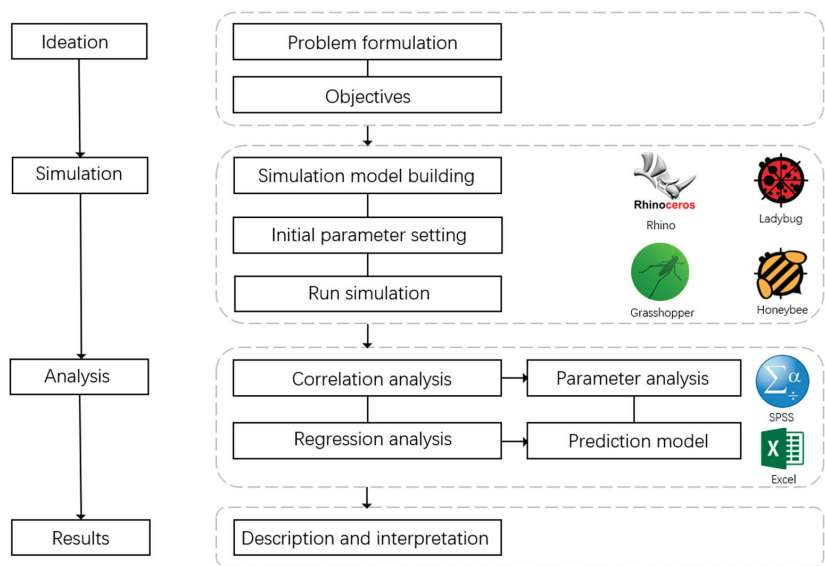 Ideation
Problem formulation
Objectives
Simulation
Simulation model building
Initial parameter setting
Run simulation
Rhinoceros
Rhino
Ladybug
Grasshopper
Honeybee
Analysis
Correlation analysis
Parameter analysis
Regression analysis
Prediction model
Σα÷
SPSS
X
Excel
Results
Description and interpretation